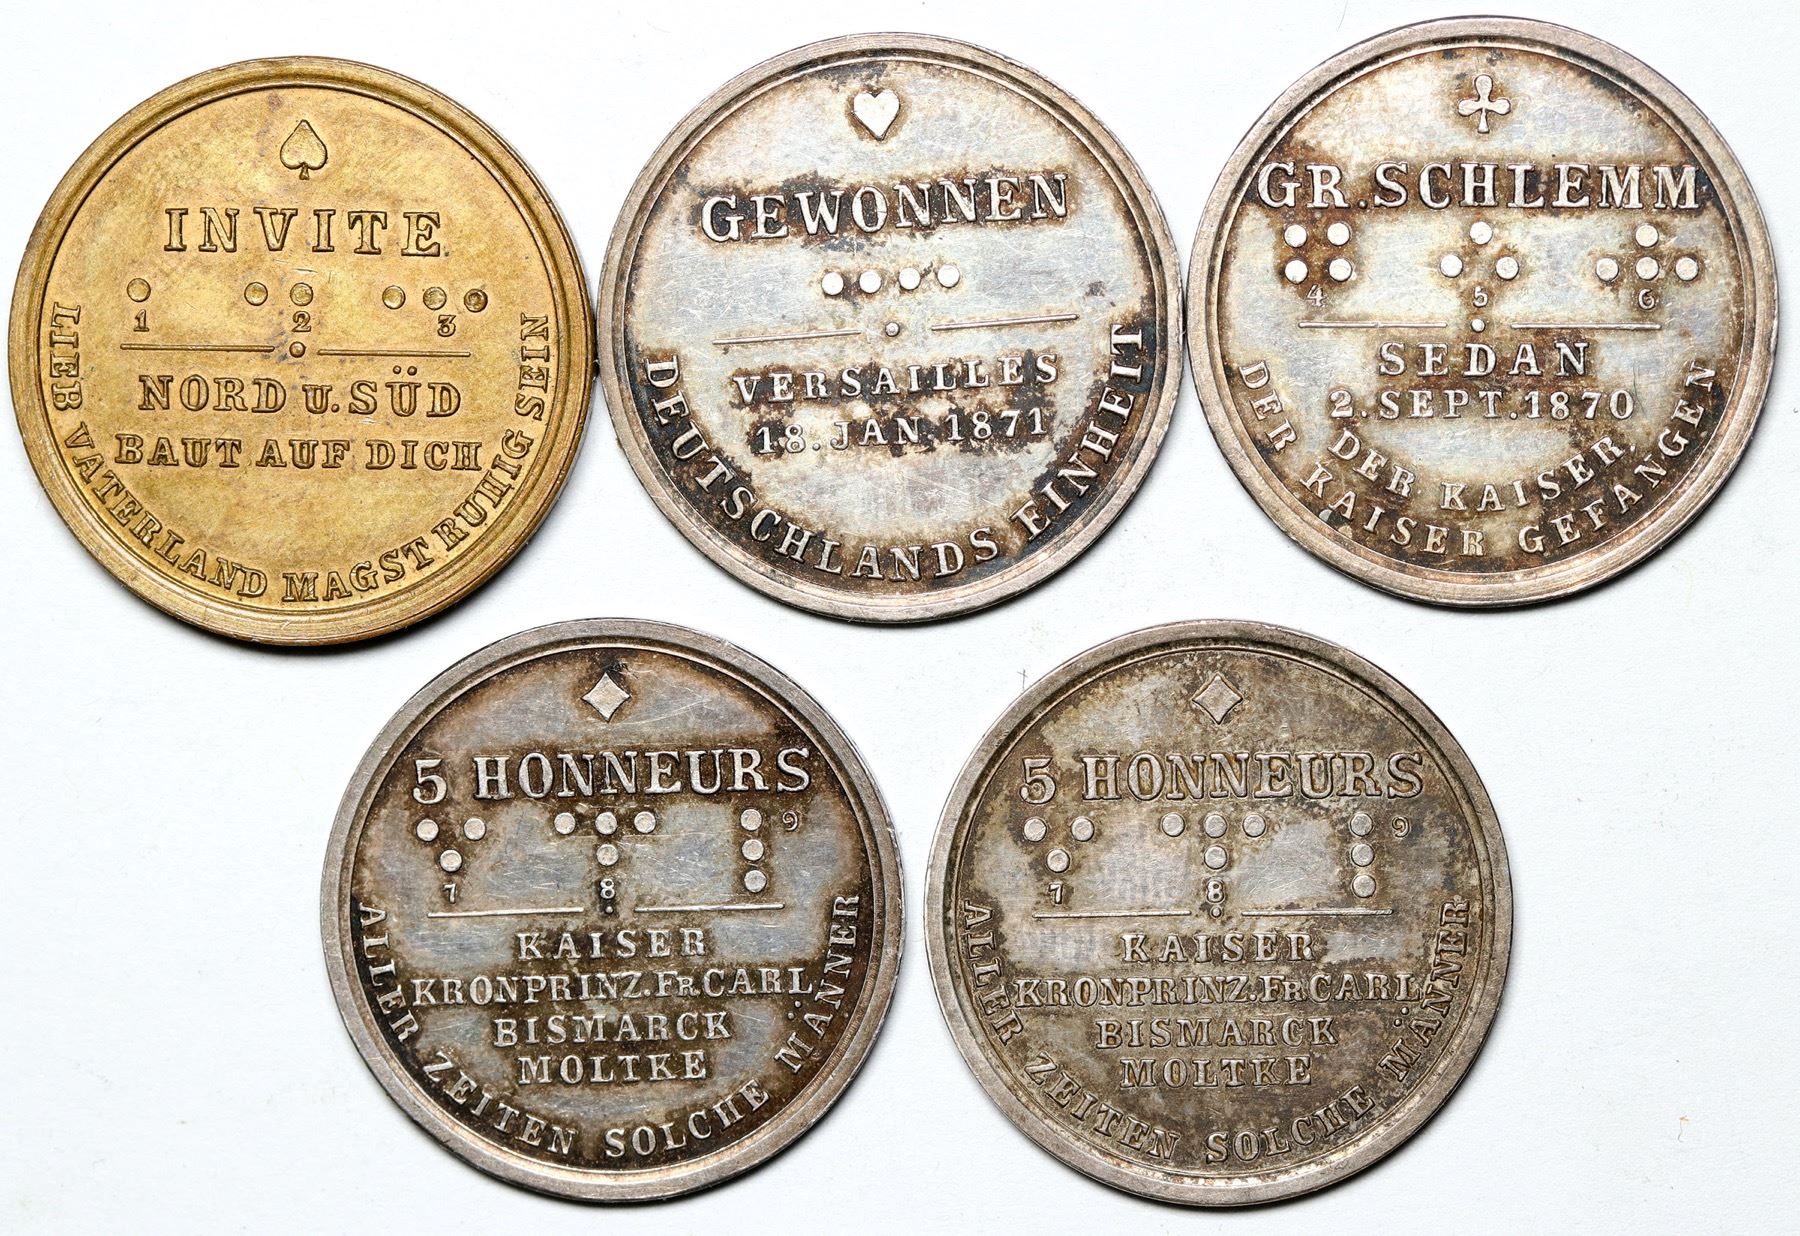 INVITE
1 2 3
NORD U. SÜD
BAUT AUF DICH
LIEB VATERLAND MAGST RUHIG SEIN
GEWONNEN
VERSAILLES
18. JAN. 1871
DEUTSCHLANDS EINHEIT
GR. SCHLEMM
4 5 6
SEDAN
2. SEPT. 1870
DER KAISER,
DER KAISER GEFANGEN
5 HONNEURS
9
7 8
KAISER
KRONPRINZ. FR CARL
BISMARCK
MOLTKE
ALLER ZEITEN SOLCHE MÄNNER
5 HONNEURS
9
7 8
KAISER
KRONPRINZ. FR CARL
BISMARCK
MOLTKE
ALLER ZEITEN SOLCHE MÄNNER